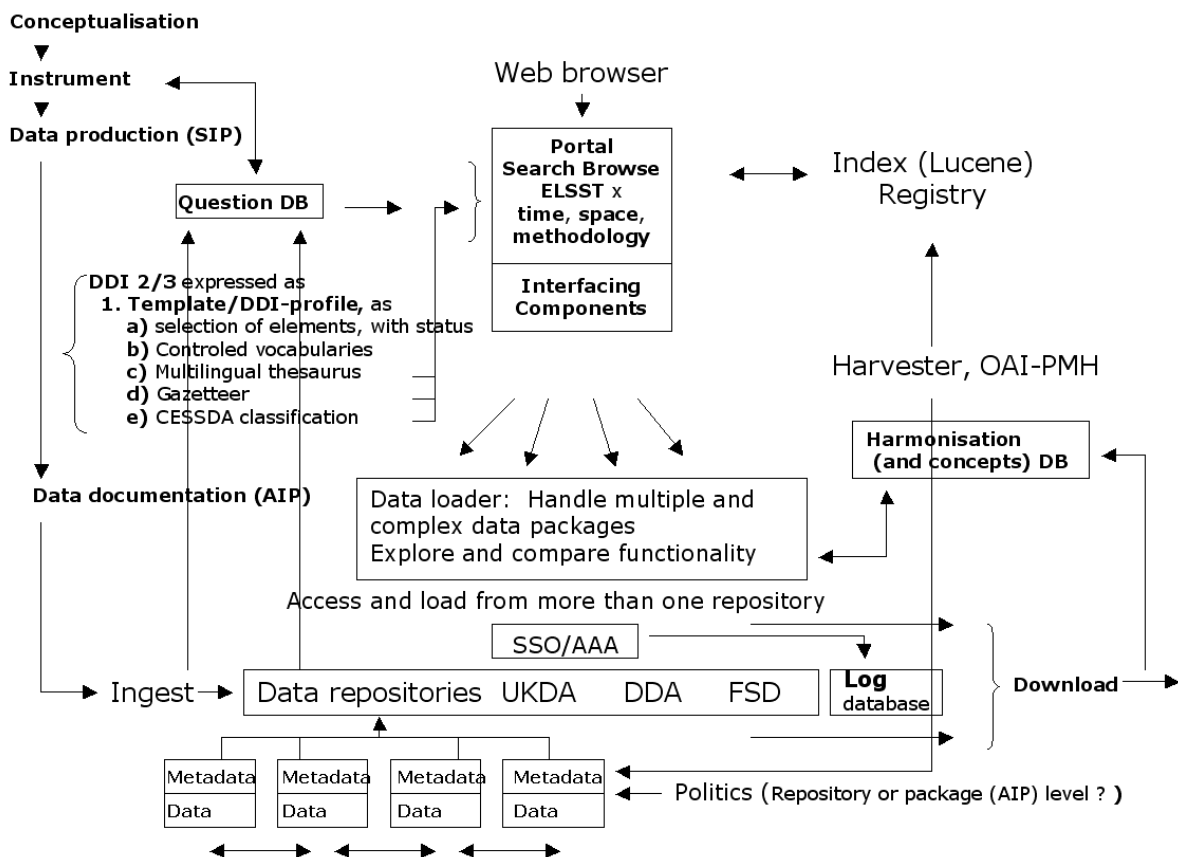 Conceptualisation
Instrument
Data production (SIP)
Web browser
Portal
Search Browse
ELSST x
time, space,
methodology
Interfacing
Components
Index (Lucene)
Registry
Question DB
DDI 2/3 expressed as
1. Template/DDI-profile, as
a) selection of elements, with status
b) Controled vocabularies
c) Multilingual thesaurus
d) Gazetteer
e) CESSDA classification
Harvester, OAI-PMH
Harmonisation
(and concepts) DB
Data documentation (AIP)
Data loader: Handle multiple and
complex data packages
Explore and compare functionality
Access and load from more than one repository
SSO/AAA
Ingest
Data repositories UKDA DDA FSD
Log
database
Download
Metadata
Data
Metadata
Data
Metadata
Data
Metadata
Data
Politics (Repository or package (AIP) level ? )